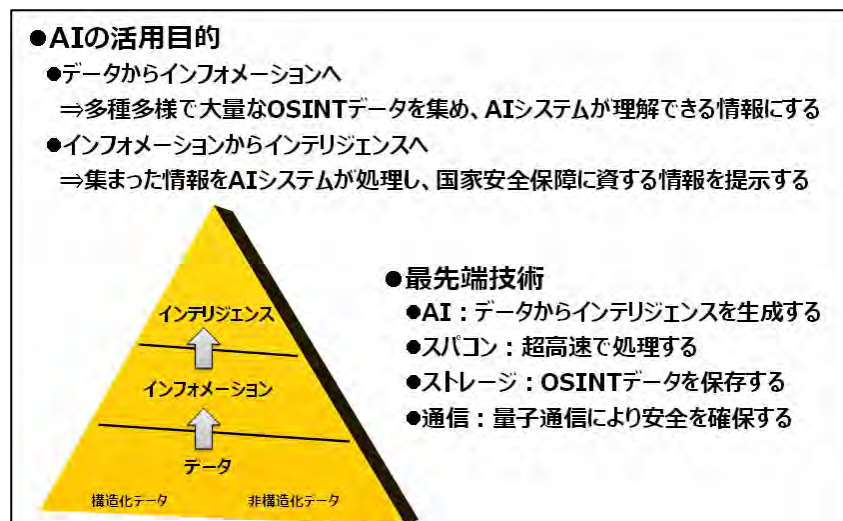 ●AIの活用目的
●データからインフォメーションへ
⇒多種多様で大量なOSINTデータを集め、AIシステムが理解できる情報にする
●インフォメーションからインテリジェンスへ
⇒集まった情報をAIシステムが処理し、国家安全保障に資する情報を提示する
●最先端技術
●AI：データからインテリジェンスを生成する
●スパコン：超高速で処理する
●ストレージ：OSINTデータを保存する
●通信：量子通信により安全を確保する
インテリジェンス
インフォメーション
データ
構造化データ 非構造化データ